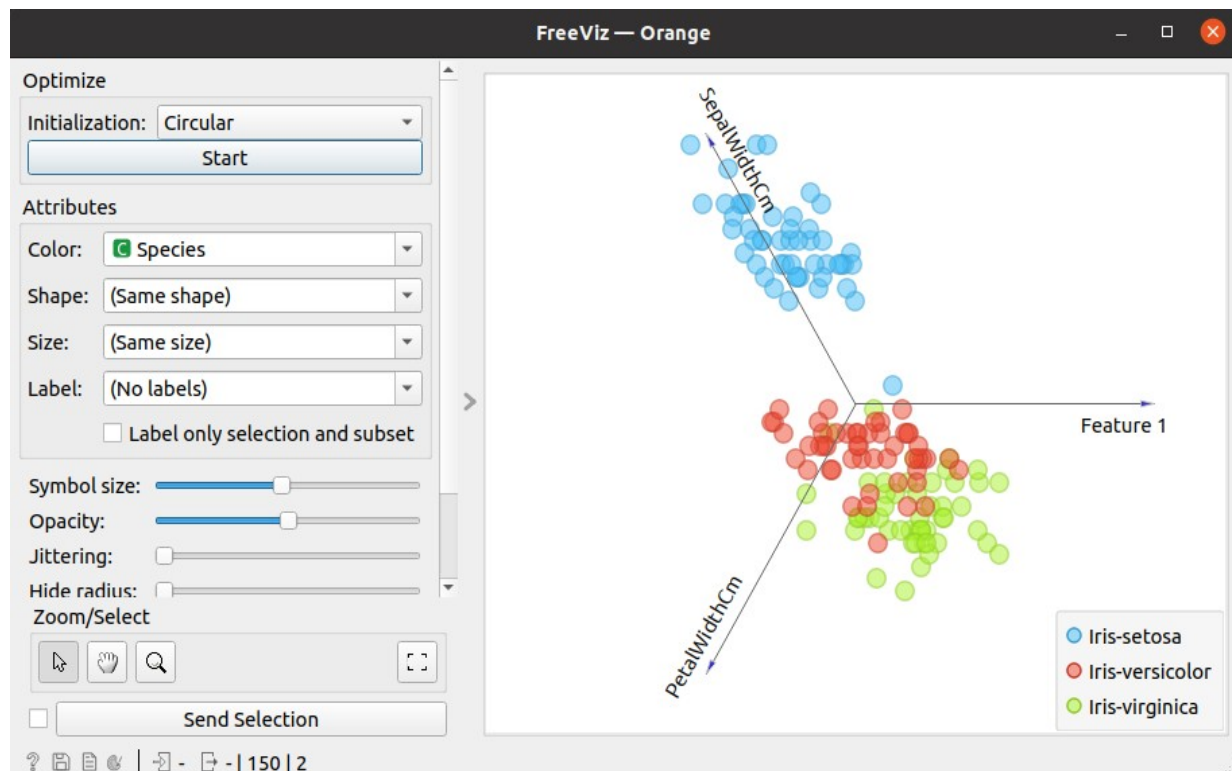 FreeViz — Orange
Optimize
Initialization: Circular
Start
Attributes
Color: C Species
Shape: (Same shape)
Size: (Same size)
Label: (No labels)
Label only selection and subset
Symbol size:
Opacity:
Jittering:
Hide radius:
Zoom/Select
Send Selection
- - | 150 | 2
SepalWidthCm
Feature 1
PetalWidthCm
Iris-setosa
Iris-versicolor
Iris-virginica